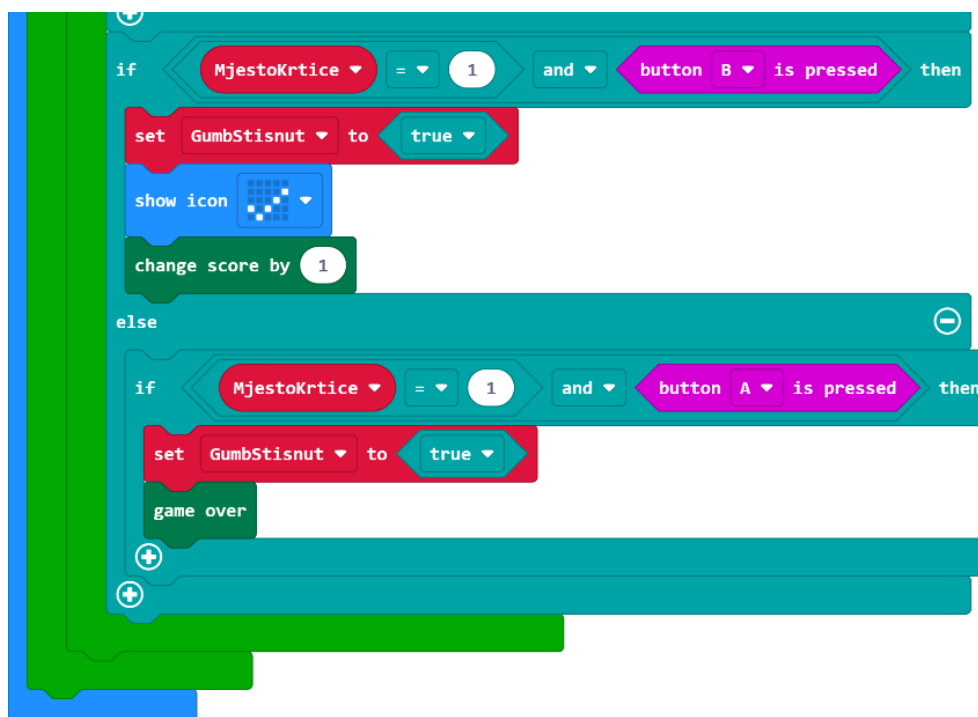 if MjestoKrtice = 1 and button B is pressed then
set GumbStisnut to true
show icon
change score by 1
else
if MjestoKrtice = 1 and button A is pressed then
set GumbStisnut to true
game over